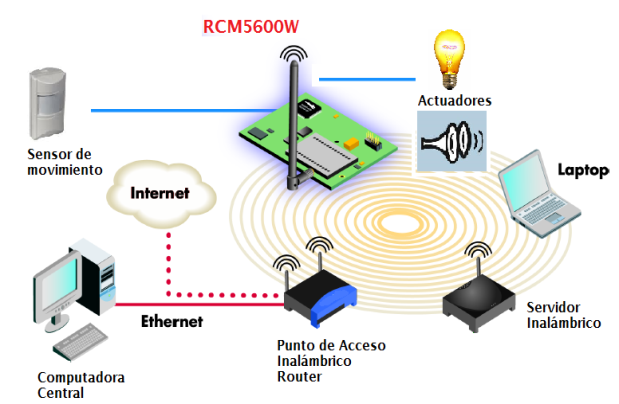 RCM5600W
Actuadores
Sensor de
movimiento
Laptop
Internet
Ethernet
Servidor
Inalámbrico
Punto de Acceso
Inalámbrico
Router
Computadora
Central